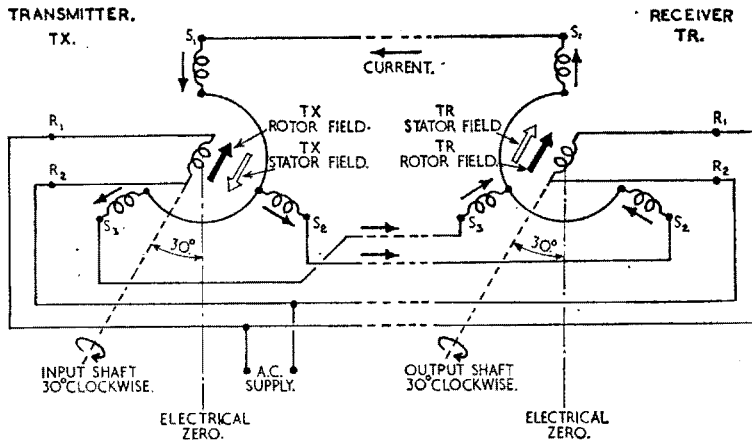 TRANSMITTER.
TX.
RECEIVER
TR.
S1
S2
CURRENT.
R1
R2
TX
ROTOR FIELD.
TX
STATOR FIELD.
TR
STATOR FIELD
TR
ROTOR FIELD.
R1
R2
S3
S2
S3
S2
30°
30°
INPUT SHAFT
30° CLOCKWISE.
A.C.
SUPPLY.
OUTPUT SHAFT
30° CLOCKWISE.
ELECTRICAL
ZERO.
ELECTRICAL
ZERO.